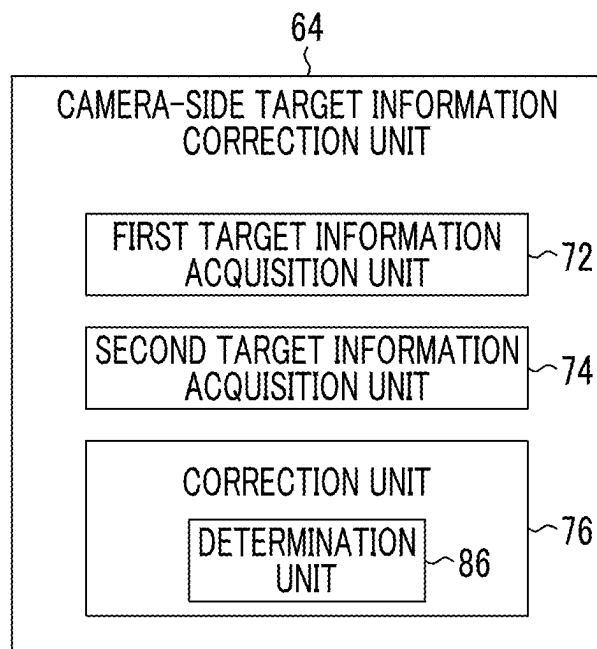 64
CAMERA-SIDE TARGET INFORMATION
CORRECTION UNIT
FIRST TARGET INFORMATION
ACQUISITION UNIT
72
SECOND TARGET INFORMATION
ACQUISITION UNIT
74
CORRECTION UNIT
76
DETERMINATION
UNIT
86